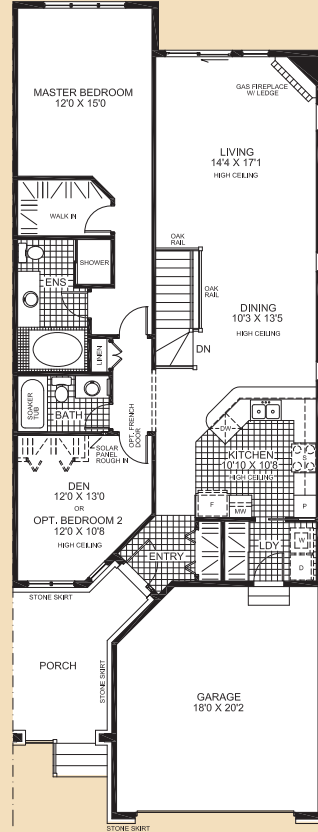 MASTER BEDROOM
12'0 X 15'0
GAS FIREPLACE
W/ LEDGE
LIVING
14'4 X 17'1
HIGH CEILING
WALK IN
OAK
RAIL
SHOWER
ENS
OAK
RAIL
DINING
10'3 X 13'5
HIGH CEILING
DN
LINEN
OPT. FRENCH
DOOR
SOAKER
TUB
BATH
SOLAR
PANEL
ROUGH IN
DW
KITCHEN
10'10 X 10'8
HIGH CEILING
S
F
MW
P
DEN
12'0 X 13'0
OR
OPT. BEDROOM 2
12'0 X 10'8
HIGH CEILING
ENTRY
LDY
W
D
STONE SKIRT
PORCH
STONE SKIRT
GARAGE
18'0 X 20'2
STONE SKIRT